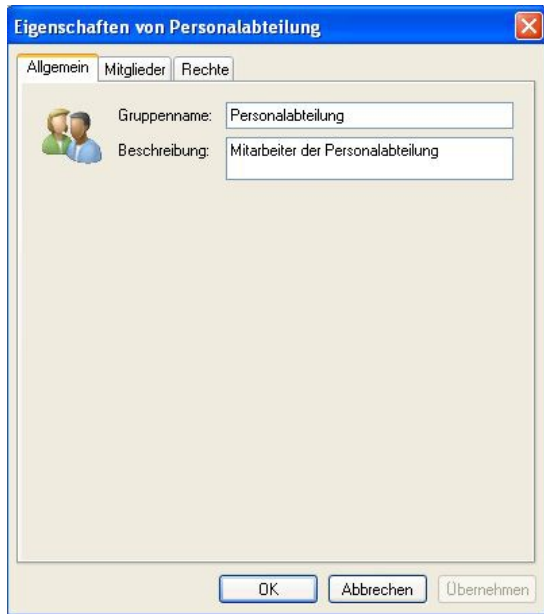 Eigenschaften von Personalabteilung
Allgemein Mitglieder Rechte
Gruppenname: Personalabteilung
Beschreibung: Mitarbeiter der Personalabteilung
OK Abbrechen Übernehmen